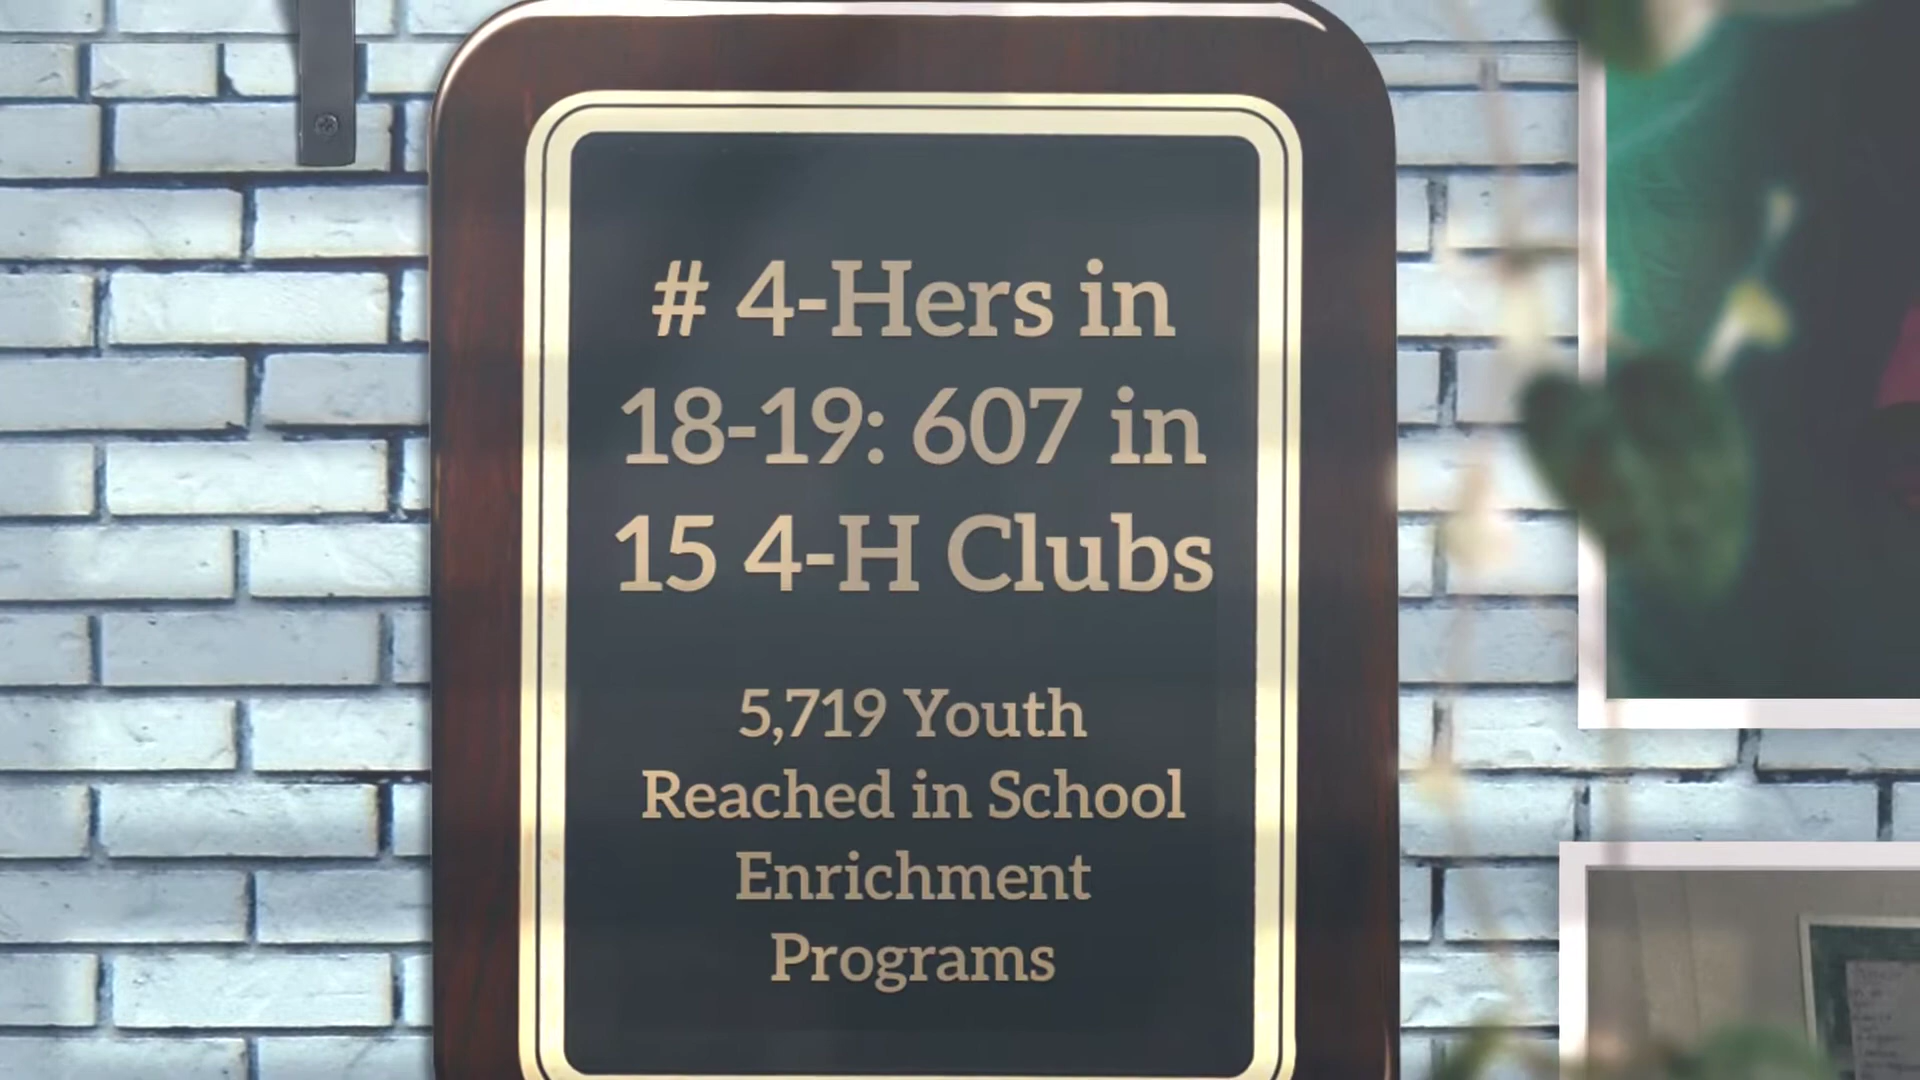 # 4-Hers in
18-19: 607 in
15 4-H Clubs
5,719 Youth
Reached in School
Enrichment
Programs